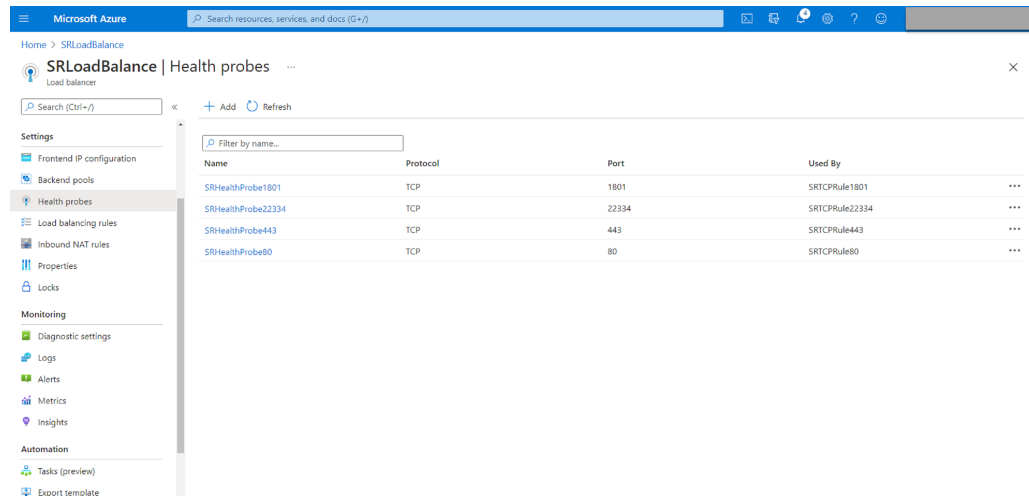 Microsoft Azure
Search resources, services, and docs (G+/)
4
Home > SRLoadBalance
SRLoadBalance | Health probes ...
Load balancer
Search (Ctrl+/)
«
+ Add Refresh
Settings
Filter by name...
Frontend IP configuration
Name Protocol Port Used By
Backend pools
SRHealthProbe1801 TCP 1801 SRTCPRule1801 ...
Health probes
SRHealthProbe22334 TCP 22334 SRTCPRule22334 ...
Load balancing rules
SRHealthProbe443 TCP 443 SRTCPRule443 ...
Inbound NAT rules
SRHealthProbe80 TCP 80 SRTCPRule80 ...
Properties
Locks
Monitoring
Diagnostic settings
Logs
Alerts
Metrics
Insights
Automation
Tasks (preview)
Export template